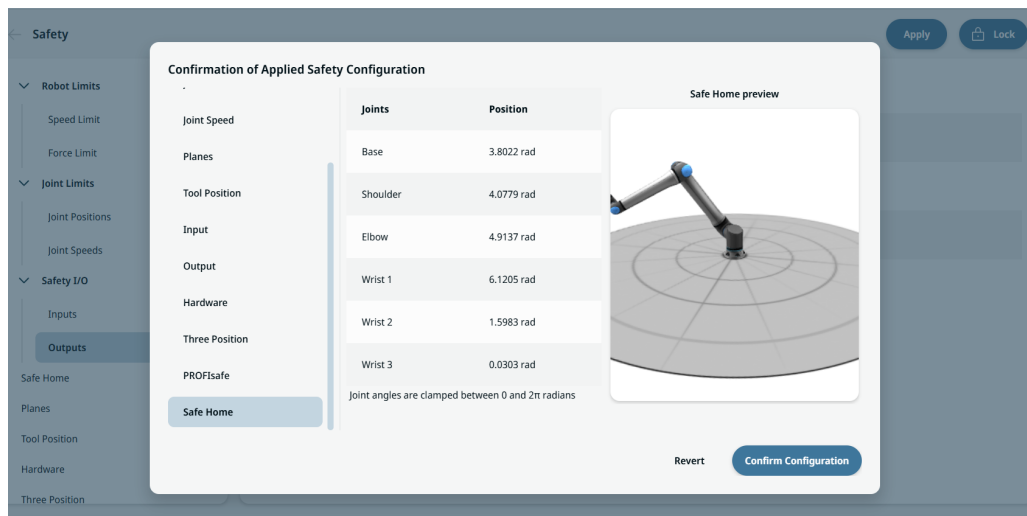 Safety
Apply
Lock
Robot Limits
Speed Limit
Force Limit
Joint Limits
Joint Positions
Joint Speeds
Safety I/O
Inputs
Outputs
Safe Home
Planes
Tool Position
Hardware
Three Position
Confirmation of Applied Safety Configuration
Joint Speed
Planes
Tool Position
Input
Output
Hardware
Three Position
PROFIsafe
Safe Home
Joints Position
Base 3.8022 rad
Shoulder 4.0779 rad
Elbow 4.9137 rad
Wrist 1 6.1205 rad
Wrist 2 1.5983 rad
Wrist 3 0.0303 rad
Joint angles are clamped between 0 and 2π radians
Safe Home preview
Revert
Confirm Configuration